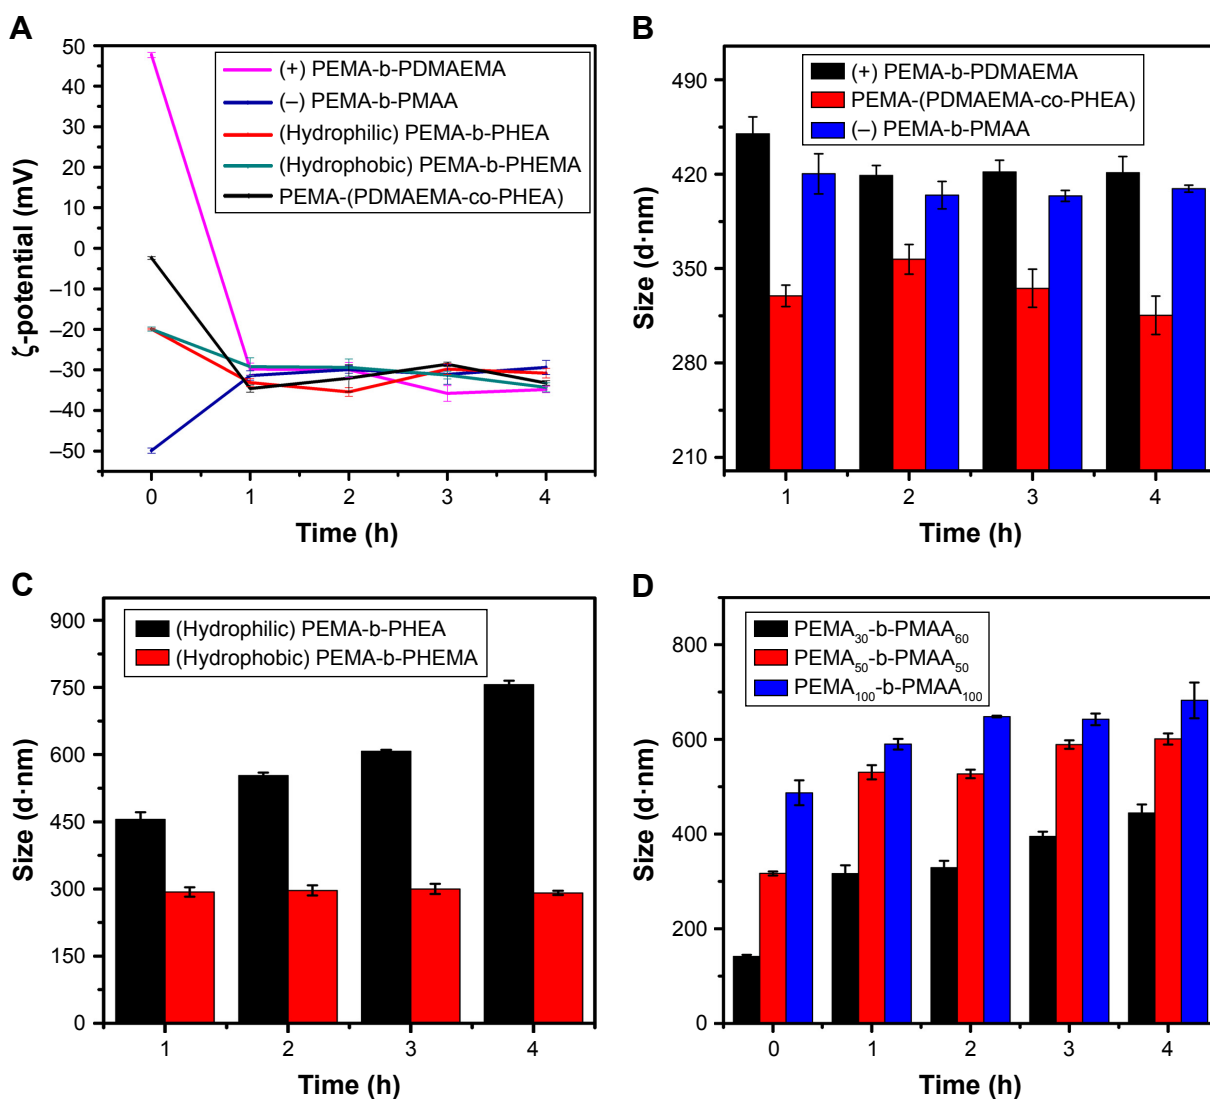 A
50
40
30
20
10
0
–10
–20
–30
–40
–50
ζ-potential (mV)
(+) PEMA-b-PDMAEMA
(–) PEMA-b-PMAA
(Hydrophilic) PEMA-b-PHEA
(Hydrophobic) PEMA-b-PHEMA
PEMA-(PDMAEMA-co-PHEA)
0 1 2 3 4
Time (h)
B
490
420
350
280
210
Size (d·nm)
(+) PEMA-b-PDMAEMA
PEMA-(PDMAEMA-co-PHEA)
(–) PEMA-b-PMAA
1 2 3 4
Time (h)
C
900
750
600
450
300
150
0
Size (d·nm)
(Hydrophilic) PEMA-b-PHEA
(Hydrophobic) PEMA-b-PHEMA
1 2 3 4
Time (h)
D
800
600
400
200
0
Size (d·nm)
PEMA₃₀-b-PMAA₆₀
PEMA₅₀-b-PMAA₅₀
PEMA₁₀₀-b-PMAA₁₀₀
0 1 2 3 4
Time (h)